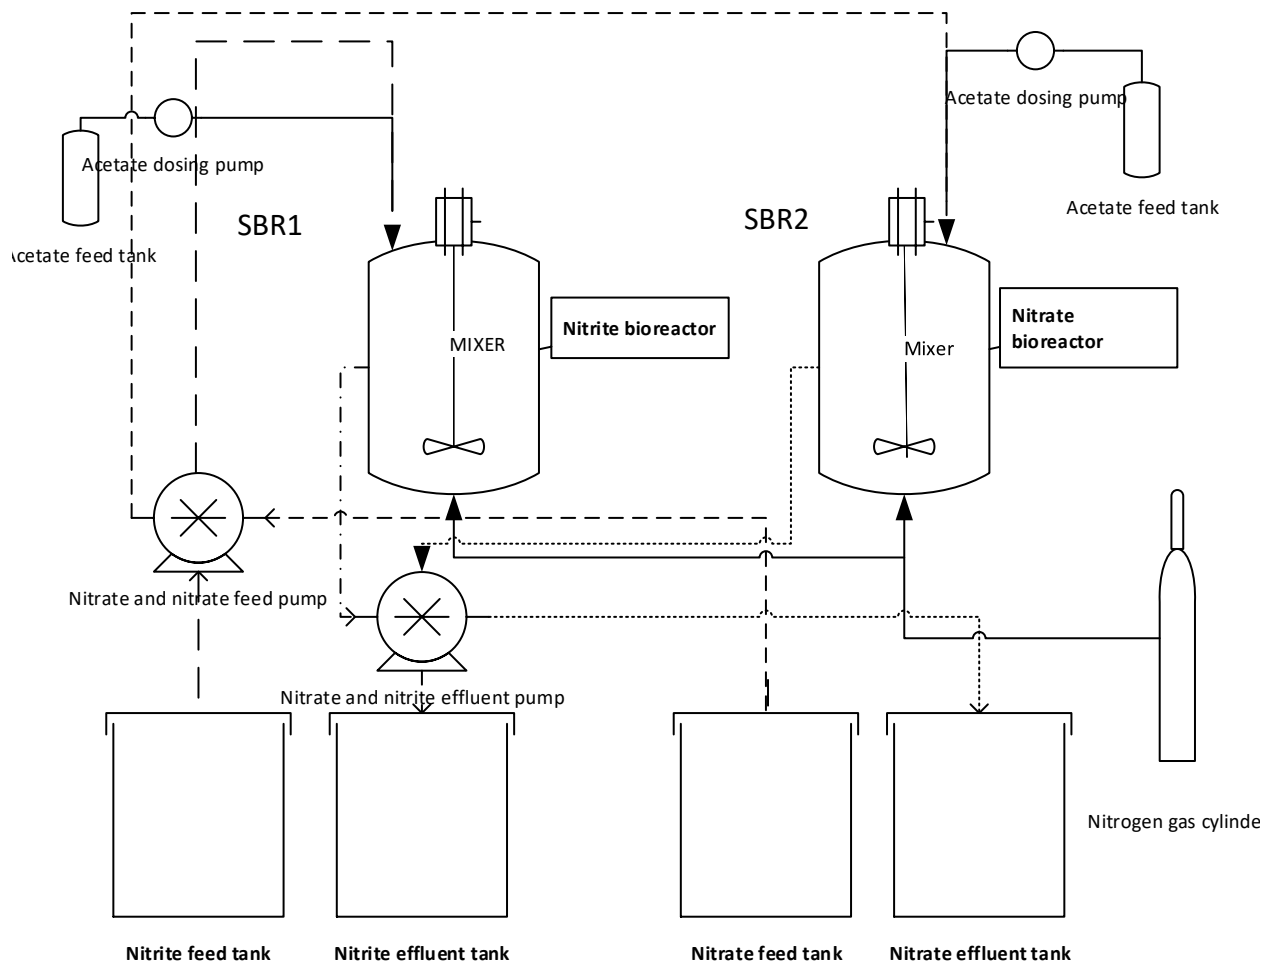 Acetate dosing pump
Acetate dosing pump
Acetate feed tank
SBR1
SBR2
cetate feed tank
Nitrite bioreactor
Nitrate
bioreactor
MIXER
Mixer
Nitrate and nitrate feed pump
Nitrate and nitrite effluent pump
Nitrogen gas cylinde
Nitrite feed tank
Nitrite effluent tank
Nitrate feed tank
Nitrate effluent tank